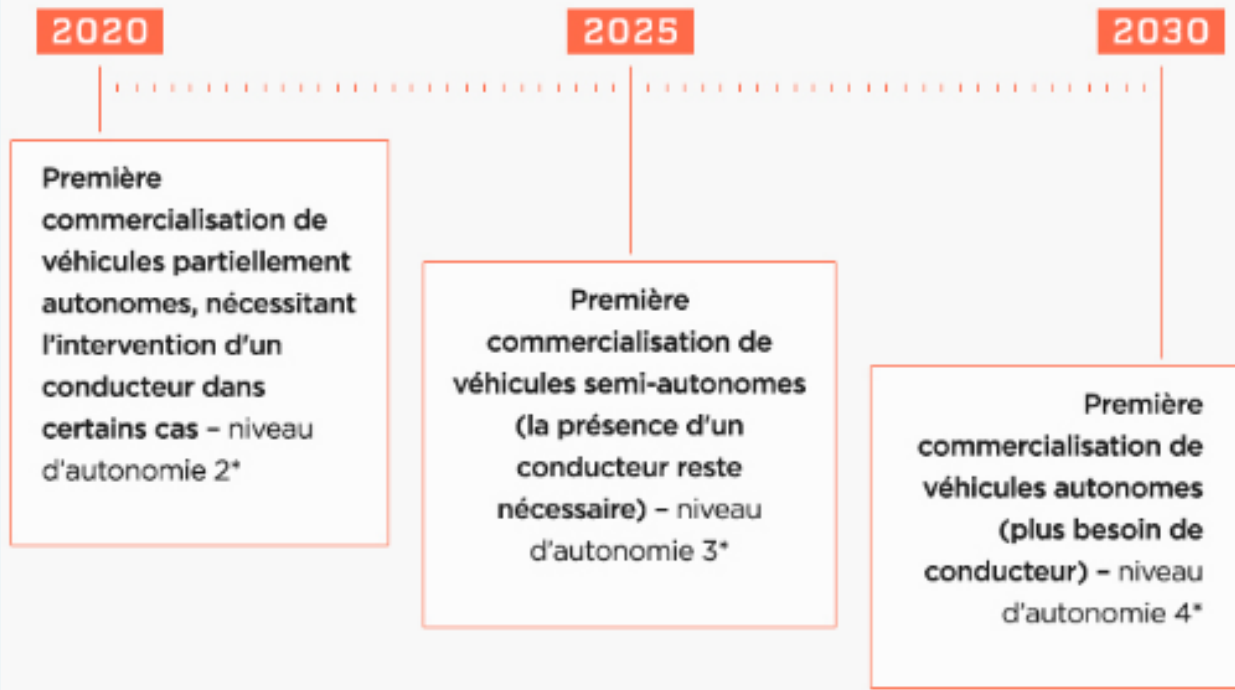 2020
2025
2030
Première
commercialisation de
véhicules partiellement
autonomes, nécessitant
l'intervention d'un
conducteur dans
certains cas – niveau
d'autonomie 2*
Première
commercialisation de
véhicules semi-autonomes
(la présence d'un
conducteur reste
nécessaire) – niveau
d'autonomie 3*
Première
commercialisation de
véhicules autonomes
(plus besoin de
conducteur) – niveau
d'autonomie 4*